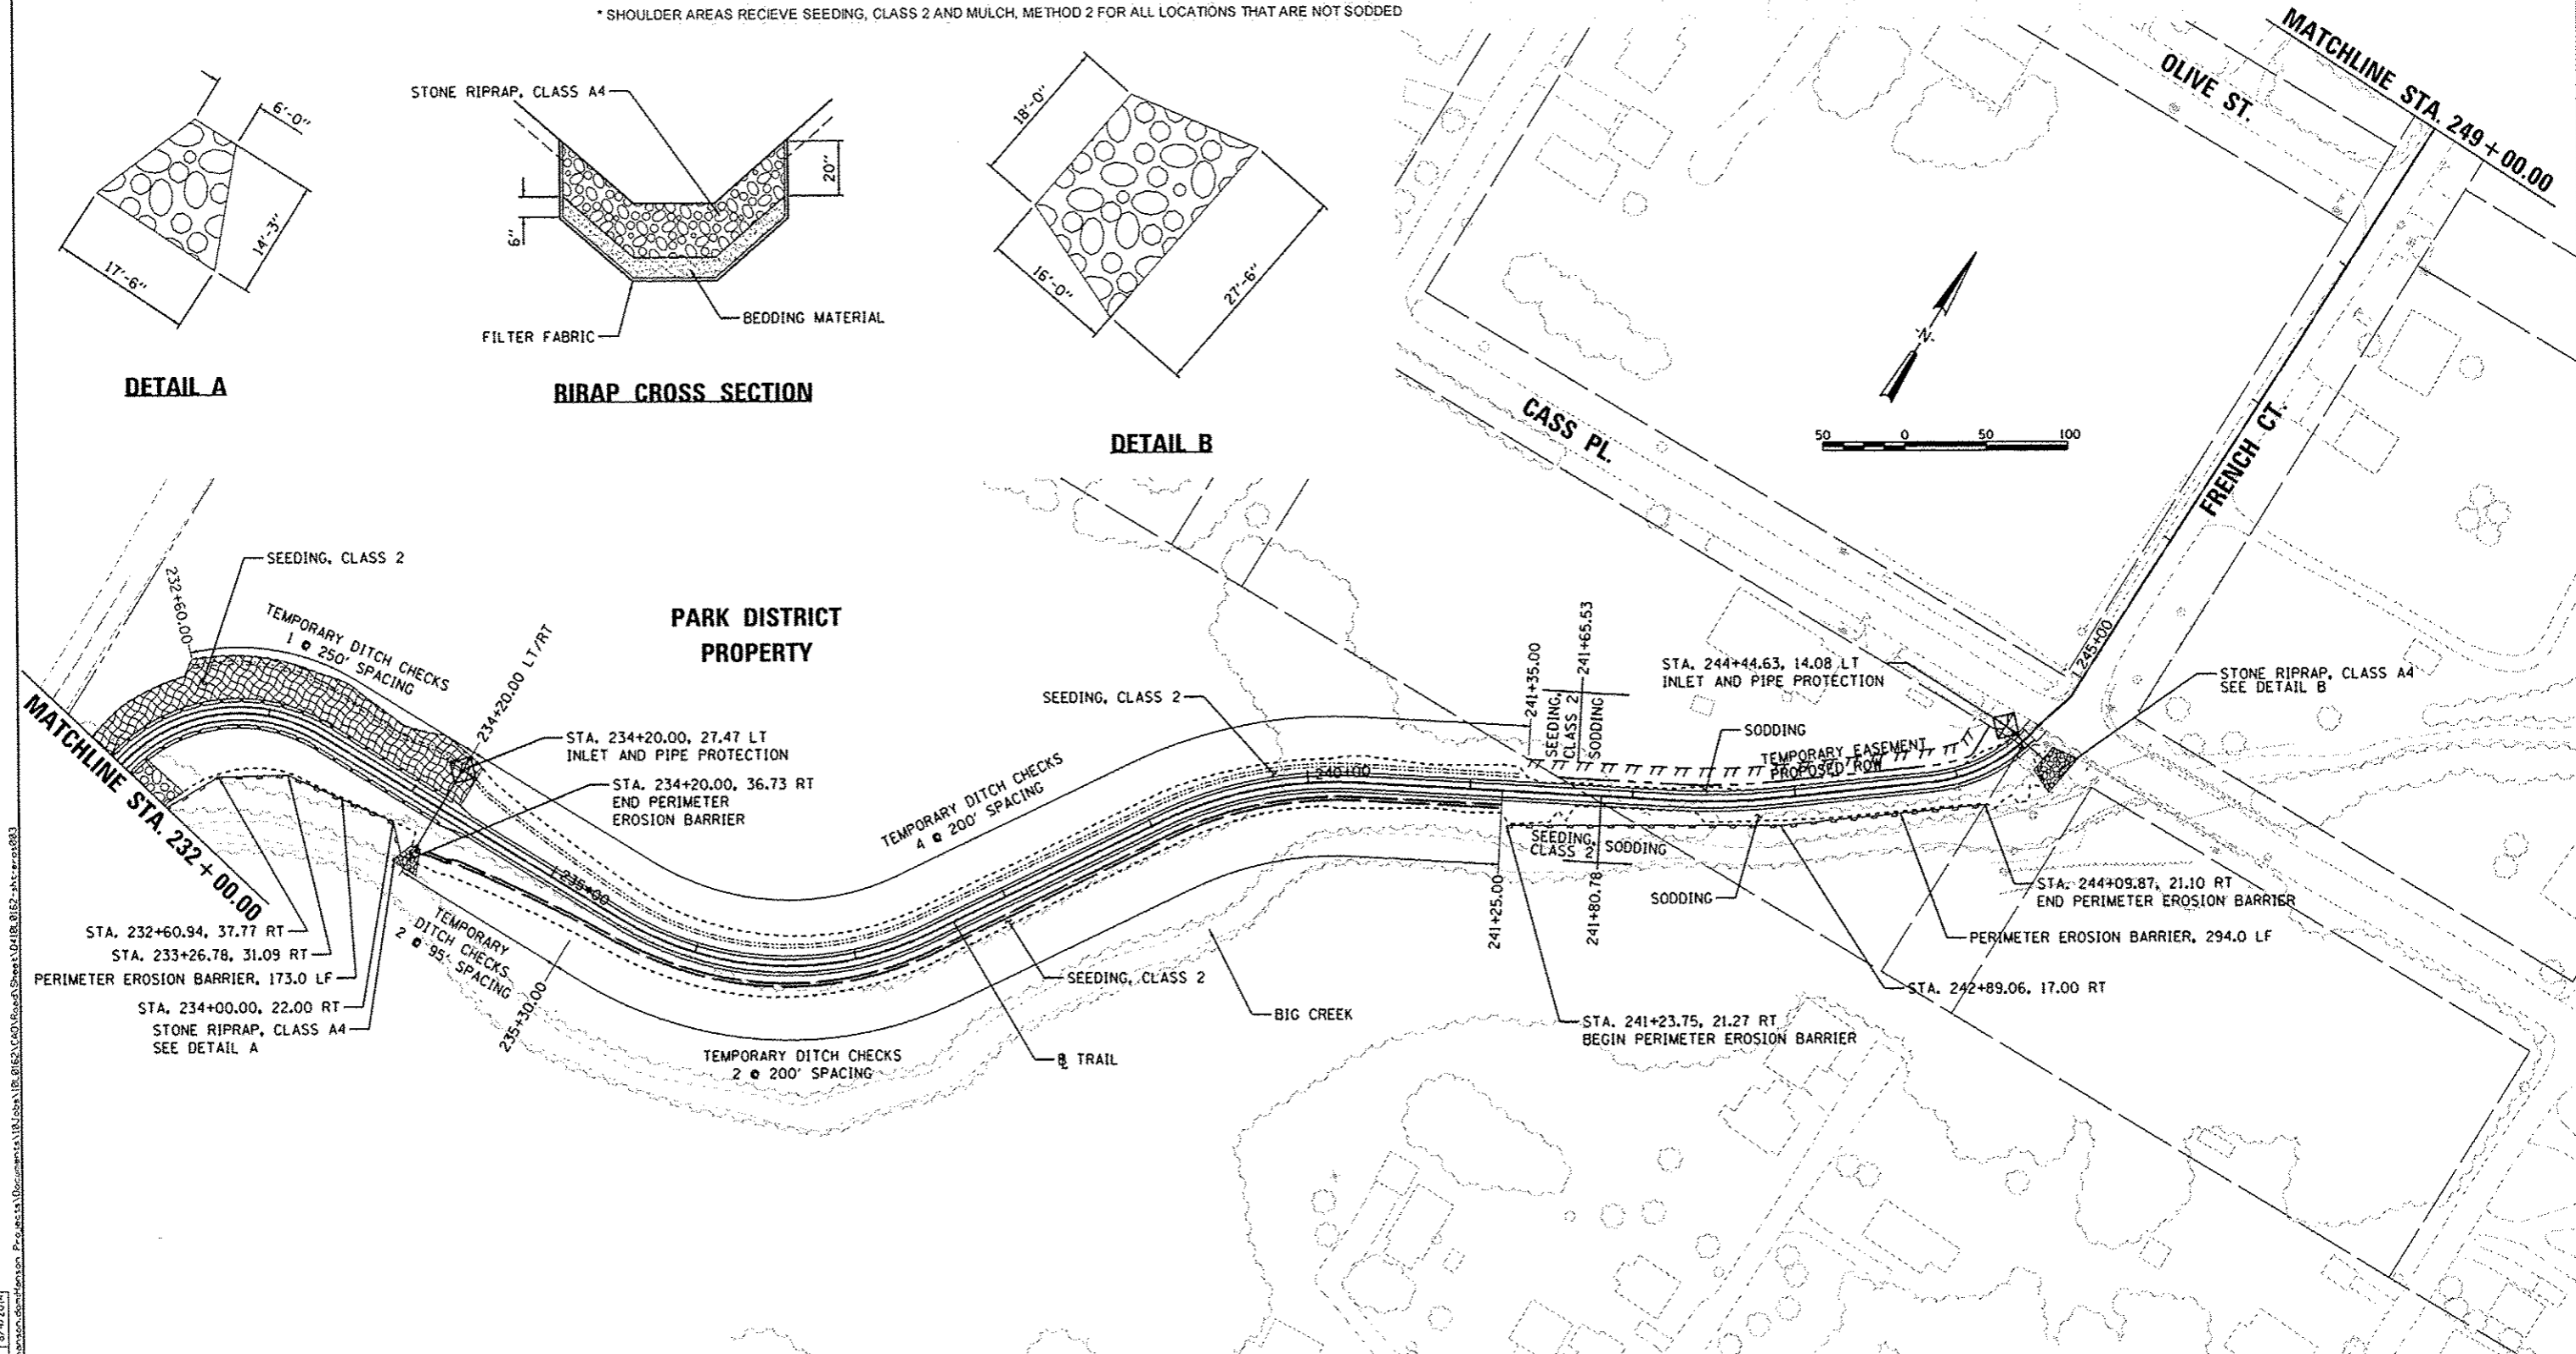 * SHOULDER AREAS RECIEVE SEEDING, CLASS 2 AND MULCH, METHOD 2 FOR ALL LOCATIONS THAT ARE NOT SODDED
6'-0"
14'-3"
17'-6"
DETAIL A
STONE RIPRAP, CLASS A4
20"
6"
BEDDING MATERIAL
FILTER FABRIC
RIRAP CROSS SECTION
18'-0"
16'-0"
27'-6"
DETAIL B
MATCHLINE STA. 249+00.00
OLIVE ST.
CASS PL.
FRENCH CT.
-N-
50 0 50 100
SEEDING, CLASS 2
232+60.00
TEMPORARY DITCH CHECKS
1 @ 250' SPACING
234+20.00 LT/RT
PARK DISTRICT
PROPERTY
MATCHLINE STA. 232+00.00
STA. 234+20.00, 27.47 LT
INLET AND PIPE PROTECTION
STA. 234+20.00, 36.73 RT
END PERIMETER
EROSION BARRIER
235+00
STA. 232+60.94, 37.77 RT
STA. 233+26.78, 31.09 RT
PERIMETER EROSION BARRIER, 173.0 LF
STA. 234+00.00, 22.00 RT
STONE RIPRAP, CLASS A4
SEE DETAIL A
TEMPORARY
DITCH CHECKS
2 @ 95' SPACING
235+30.00
TEMPORARY DITCH CHECKS
2 @ 200' SPACING
TEMPORARY DITCH CHECKS
4 @ 200' SPACING
SEEDING, CLASS 2
240+00
SEEDING, CLASS 2
BIG CREEK
TRAIL
241+35.00
SEEDING,
CLASS 2
241+65.53
SODDING
STA. 244+44.63, 14.08 LT
INLET AND PIPE PROTECTION
SODDING
TEMPORARY EASEMENT
PROPOSED ROW
245+00
STONE RIPRAP, CLASS A4
SEE DETAIL B
SEEDING,
CLASS 2
SODDING
241+25.00
241+80.78
SODDING
STA. 244+09.87, 21.10 RT
END PERIMETER EROSION BARRIER
PERIMETER EROSION BARRIER, 294.0 LF
STA. 242+89.06, 17.00 RT
STA. 241+23.75, 21.27 RT
BEGIN PERIMETER EROSION BARRIER